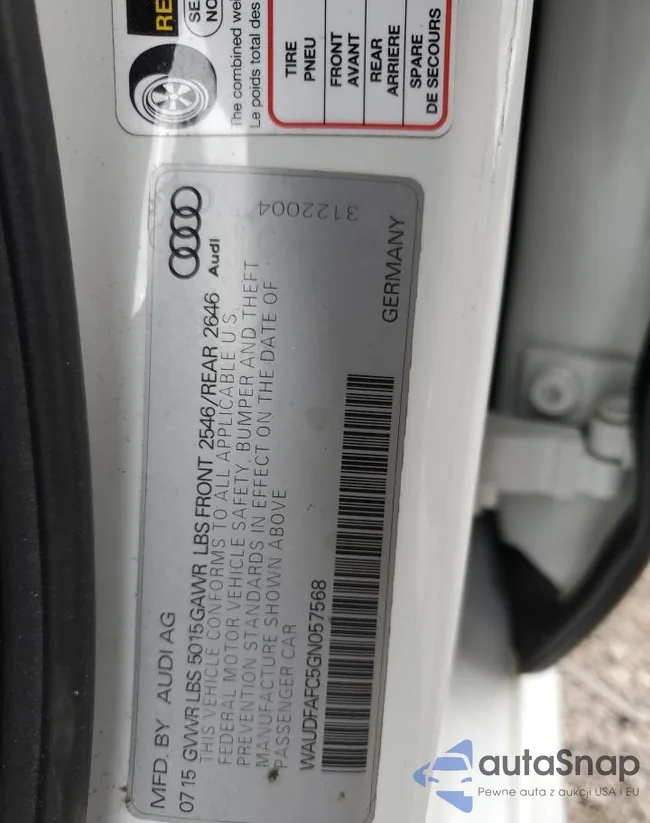 RE
SE
NO
The combined wei
Le poids total des
TIRE
PNEU
FRONT
AVANT
REAR
ARRIERE
SPARE
DE SECOURS
MFD. BY AUDI AG
07 15 GVWR LBS 5015 GAWR LBS FRONT 2546/REAR 2646
Audi
THIS VEHICLE CONFORMS TO ALL APPLICABLE U S
FEDERAL MOTOR VEHICLE SAFETY, BUMPER AND THEFT
PREVENTION STANDARDS IN EFFECT ON THE DATE OF
MANUFACTURE SHOWN ABOVE
PASSENGER CAR
WAUDFAFC5GN057568
3122004
GERMANY
autaSnap
Pewne auta z aukcji USA i EU